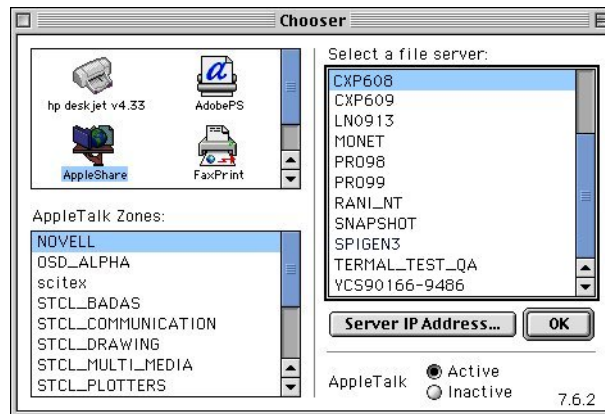 Chooser
hp deskjet v4.33
AdobePS
AppleShare
FaxPrint
AppleTalk Zones:
NOVELL
OSD_ALPHA
scitex
STCL_BADAS
STCL_COMMUNICATION
STCL_DRAWING
STCL_MULTI_MEDIA
STCL_PLOTTERS
Select a file server:
CXP608
CXP609
LN0913
MONET
PRO98
PRO99
RANI_NT
SNAPSHOT
SPIGEN3
TERMAL_TEST_QA
YCS90166-9486
Server IP Address...
OK
AppleTalk
Active
Inactive
7.6.2